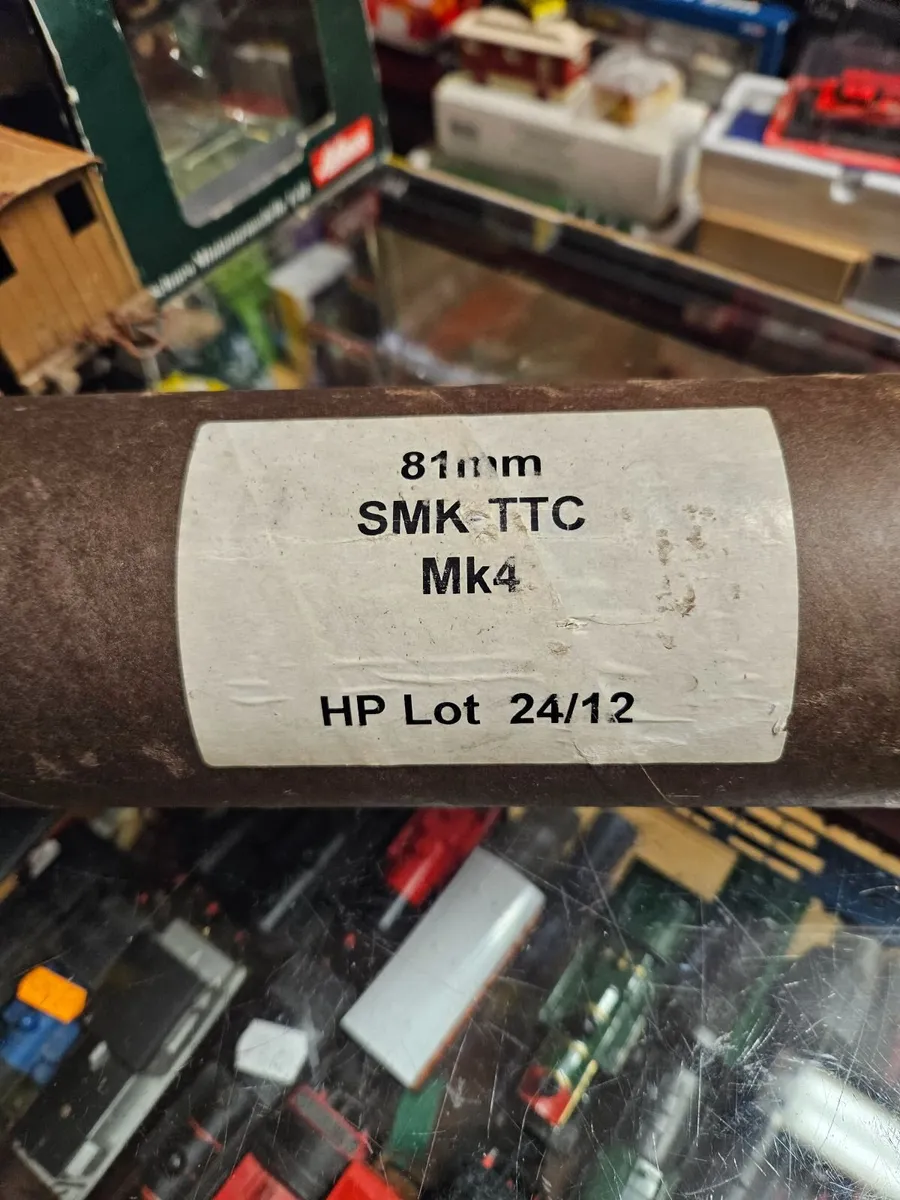 81mm
SMK-TTC
Mk4
HP Lot 24/12